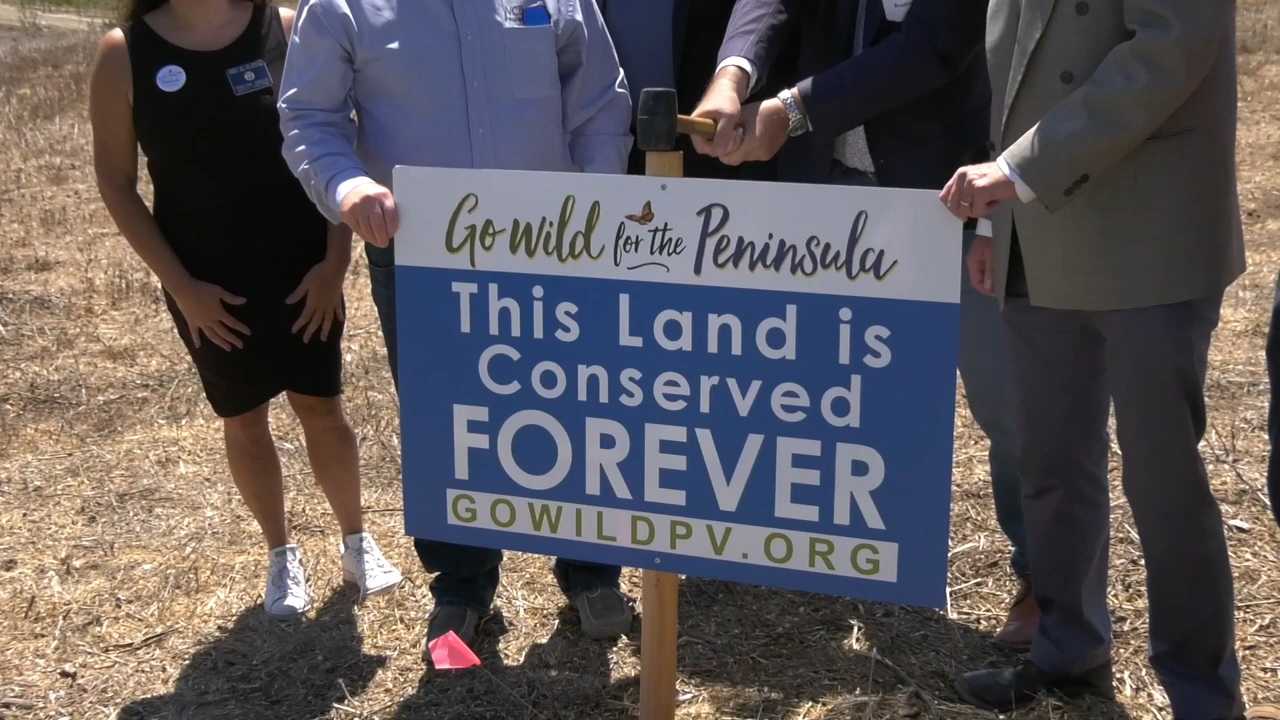 Go wild for the Peninsula
This Land is
Conserved
FOREVER
GOWILDPV.ORG